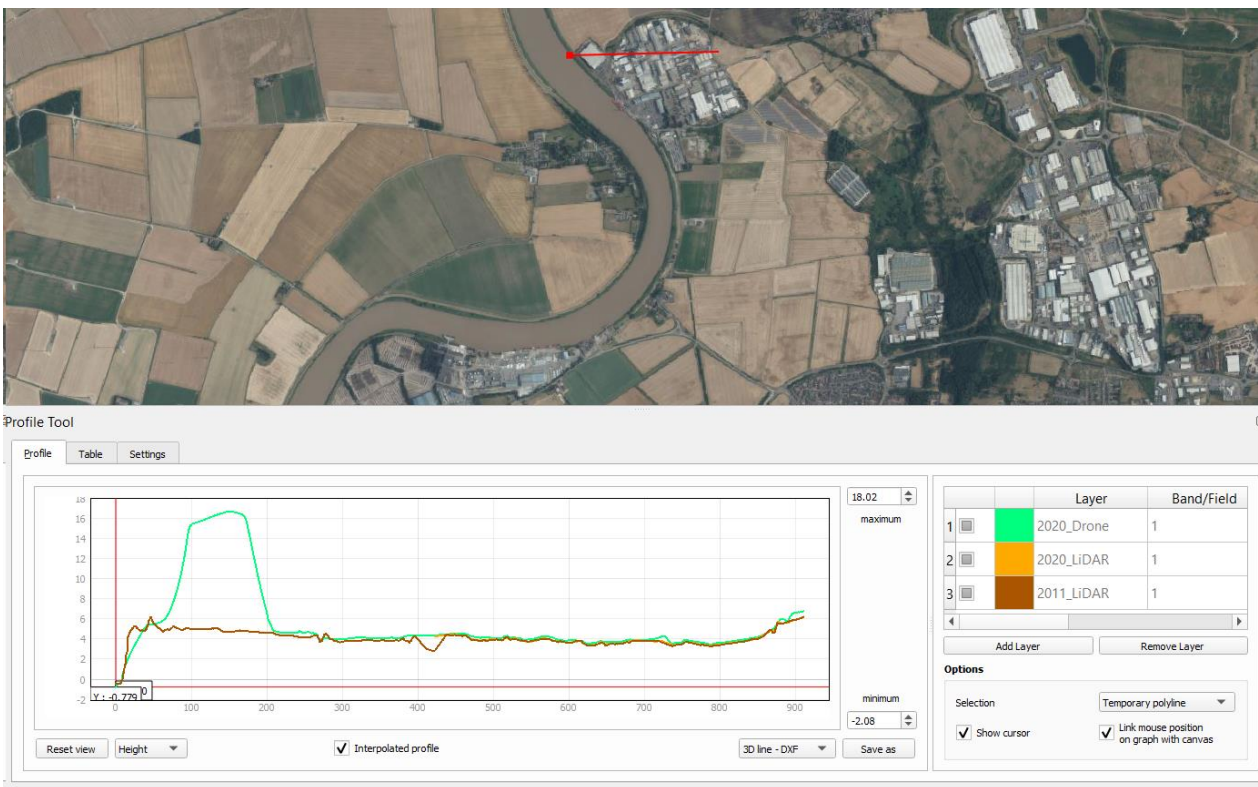 Profile Tool
Profile Table Settings
18
16
14
12
10
8
6
4
2
0
-2
Y : -0.779 0
0 100 200 300 400 500 600 700 800 900
18.02
maximum
minimum
-2.08
Layer Band/Field
1 2020_Drone 1
2 2020_LiDAR 1
3 2011_LiDAR 1
Add Layer Remove Layer
Options
Selection Temporary polyline
Show cursor Link mouse position
on graph with canvas
Reset view Height Interpolated profile 3D line - DXF Save as